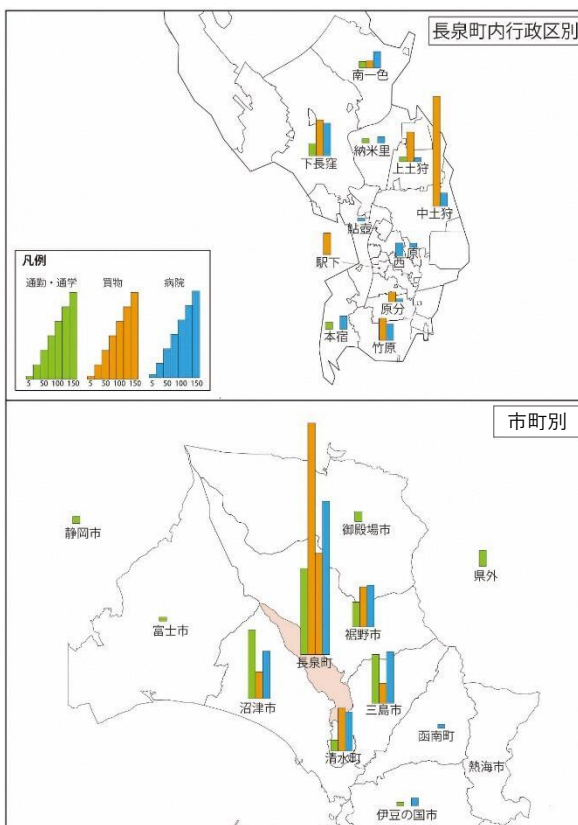 長泉町内行政区別
南一色
下長窪
納米里
上土狩
中土狩
鮎壺
駅下
西
原
原分
本宿
竹原
凡例
通勤・通学 買物 病院
5 50 100 150 5 50 100 150 5 50 100 150
市町別
静岡市
御殿場市
県外
富士市
裾野市
長泉町
沼津市
三島市
函南町
清水町
熱海市
伊豆の国市